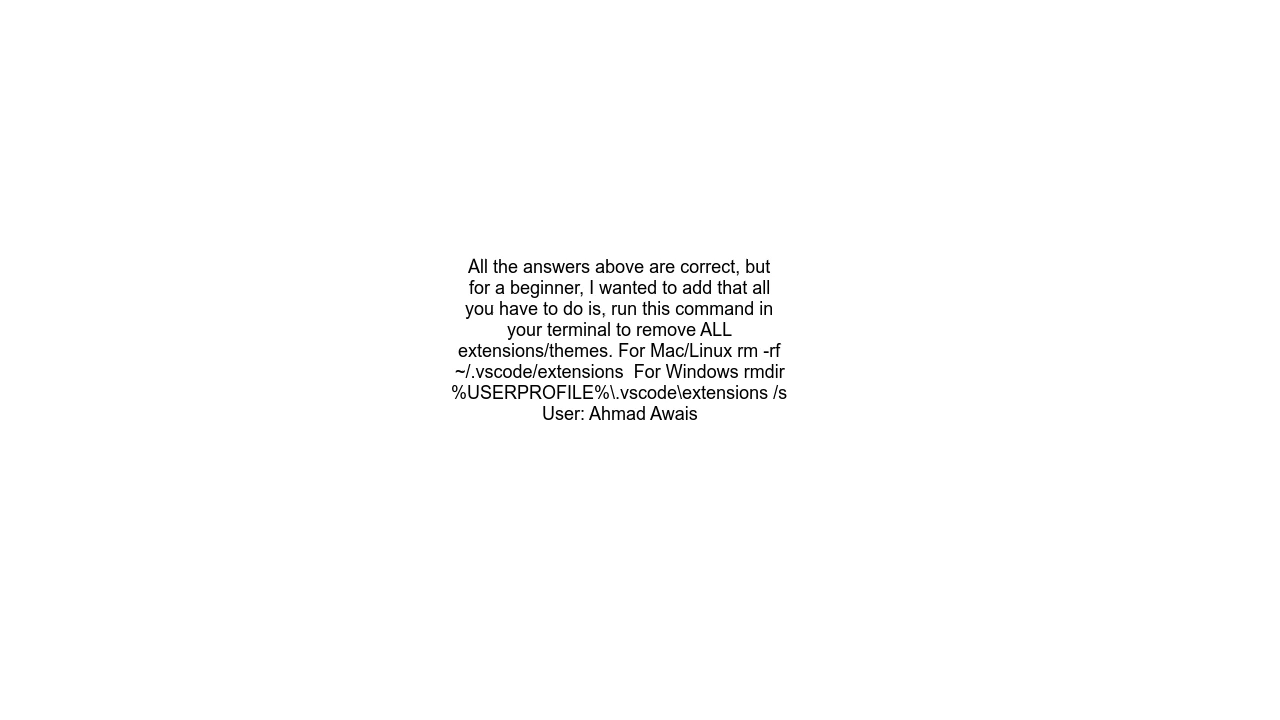 All the answers above are correct, but
for a beginner, I wanted to add that all
you have to do is, run this command in
your terminal to remove ALL
extensions/themes. For Mac/Linux rm -rf
~/.vscode/extensions  For Windows rmdir
%USERPROFILE%\.vscode\extensions /s
User: Ahmad Awais